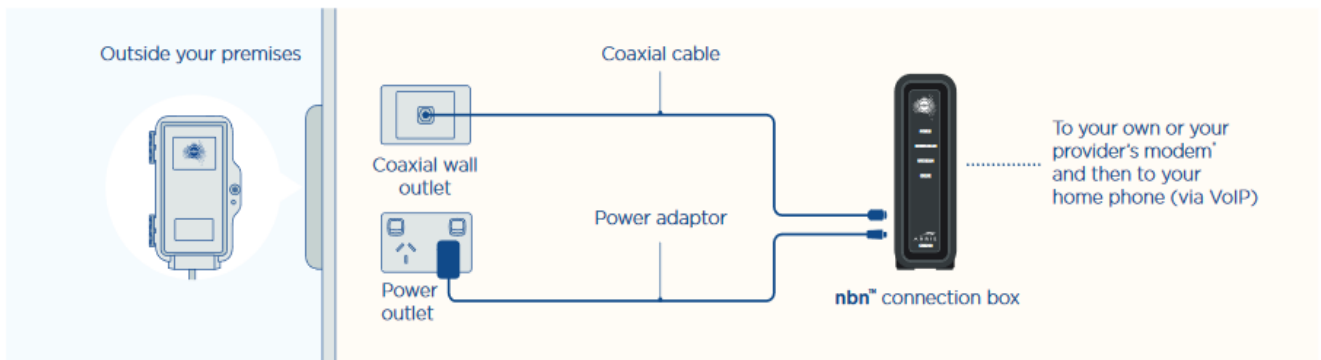 Outside your premises
Coaxial cable
Coaxial wall
outlet
Power adaptor
Power
outlet
To your own or your
provider's modem*
and then to your
home phone (via VoIP)
ARRIS
nbn™ connection box